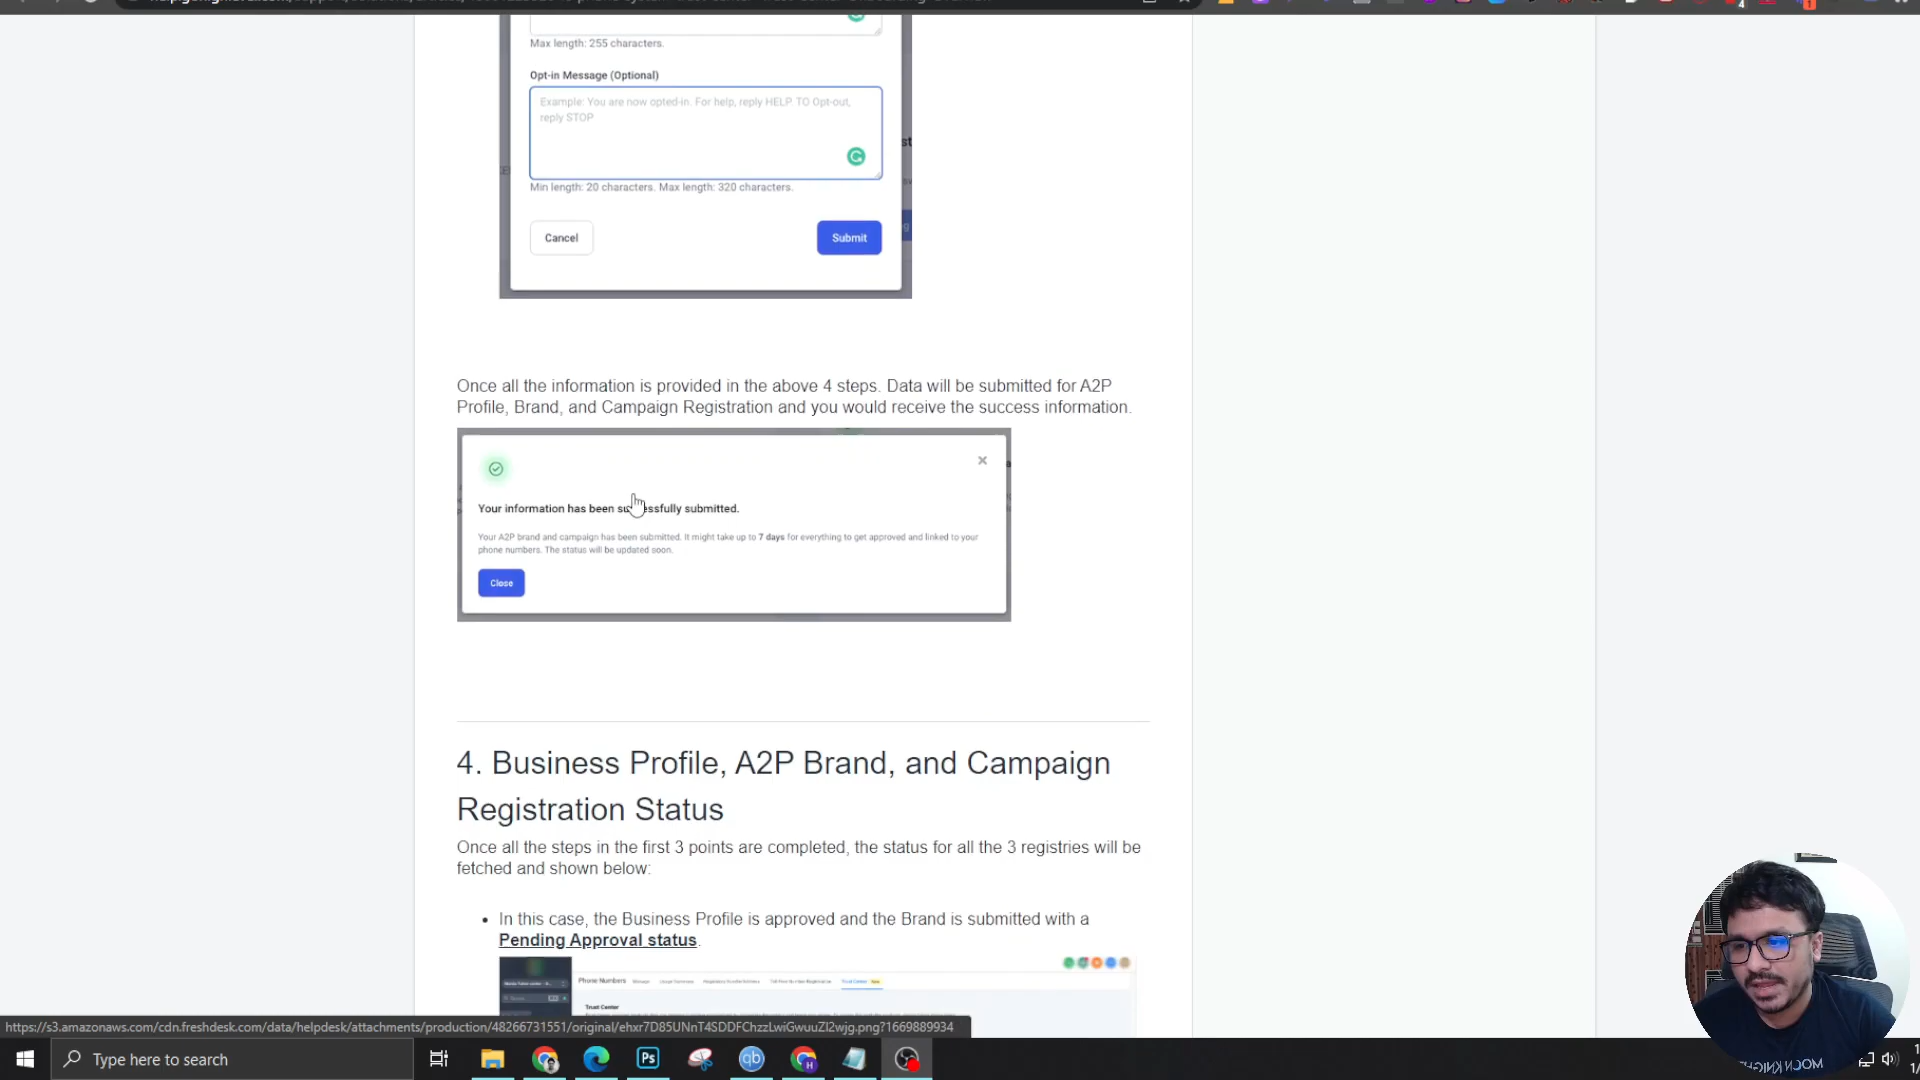 Max length: 255 characters.
Opt-in Message (Optional)
Example: You are now opted-in. For help, reply HELP. TO Opt-out,
reply STOP
Min length: 20 characters. Max length: 320 characters.
Cancel
Submit
Once all the information is provided in the above 4 steps. Data will be submitted for A2P
Profile, Brand, and Campaign Registration and you would receive the success information.
Your information has been su essfully submitted.
Your A2P brand and campaign has been submitted. It might take up to 7 days for everything to get approved and linked to your
phone numbers. The status will be updated soon.
Close
4. Business Profile, A2P Brand, and Campaign
Registration Status
Once all the steps in the first 3 points are completed, the status for all the 3 registries will be
fetched and shown below:
• In this case, the Business Profile is approved and the Brand is submitted with a
Pending Approval status.
Phone Numbers
Trust Center
Trust Center
https://s3.amazonaws.com/cdn.freshdesk.com/data/helpdesk/attachments/production/48266731551/original/ehxr7D85UNnT4SDDFChzzLwiGwuuZI2wjg.png?1669889934
Type here to search
Ps
qb